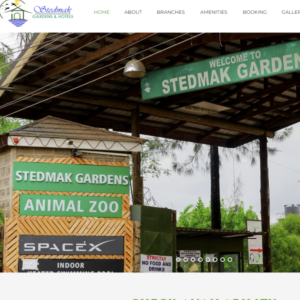 Stedmak
GARDENS & HOTELS
HOME
ABOUT
BRANCHES
AMENITIES
BOOKING
WELCOME TO
STEDMAK GARDEN
STEDMAK GARDENS
ANIMAL ZOO
SPACEX
INDOOR
STRICTLY
NO FOOD AND
DRINKS